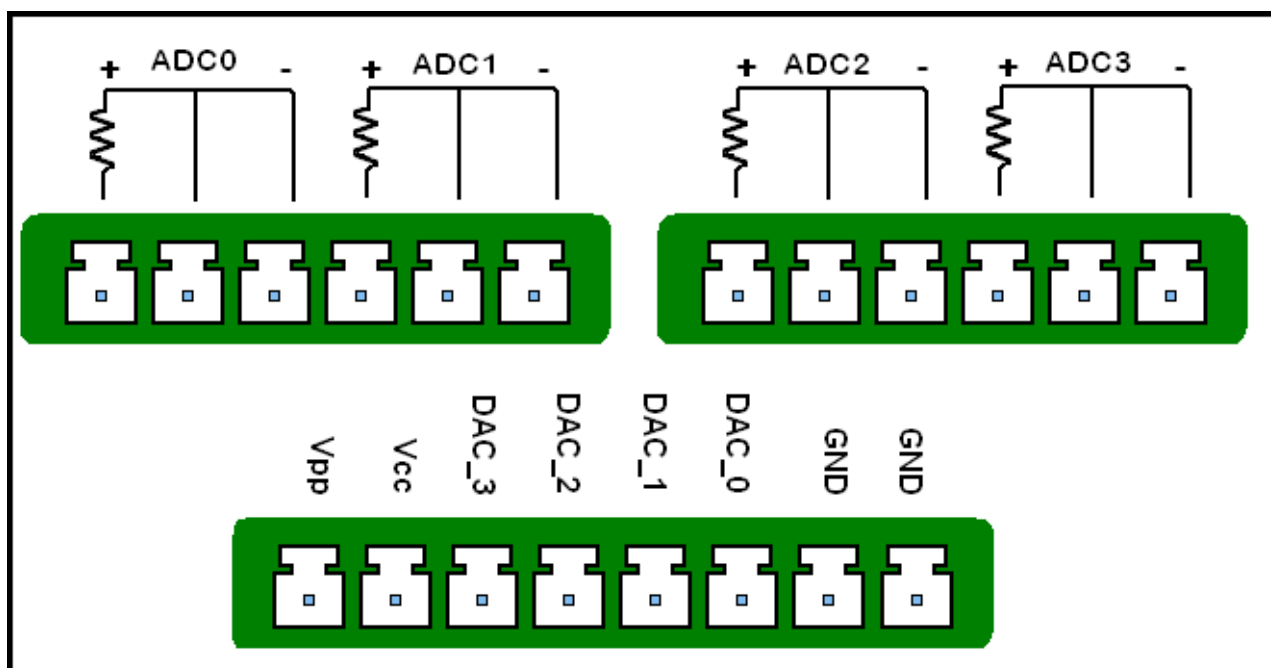 + ADC0 - + ADC1 - + ADC2 - + ADC3 -
Vpp
Vcc
DAC_3
DAC_2
DAC_1
DAC_0
GND
GND